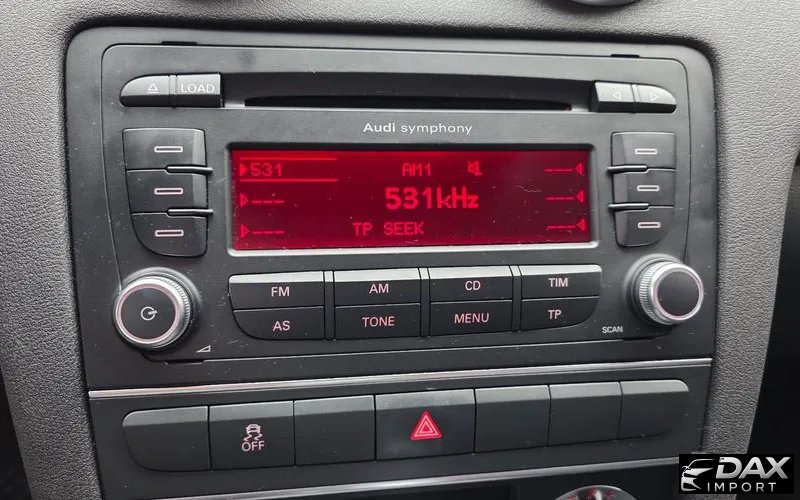 LOAD
Audi symphony
531 AM1 ---
--- 531kHz ---
--- TP SEEK ---
FM AM CD TIM
AS TONE MENU TP
SCAN
OFF
DAX
IMPORT